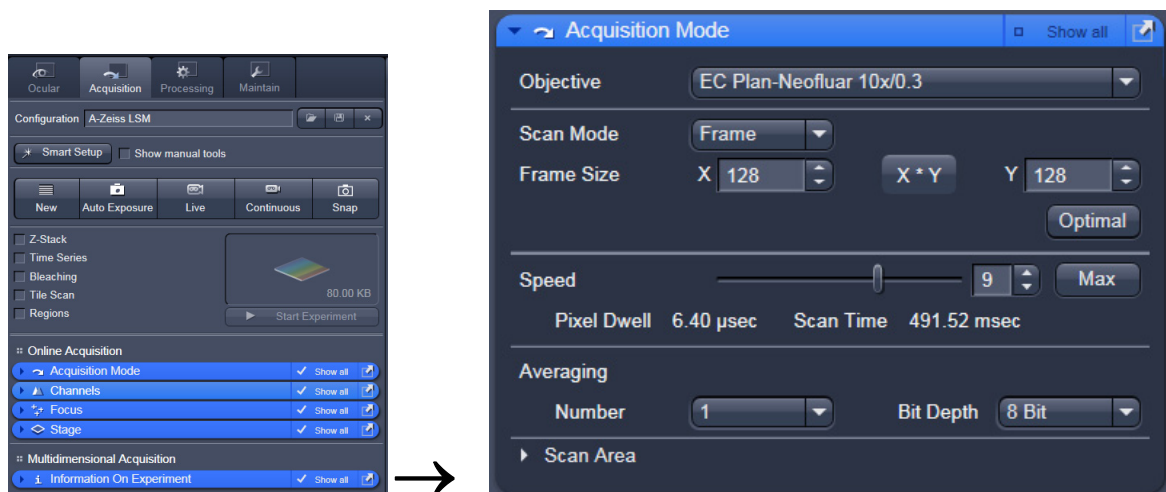 Ocular Acquisition Processing Maintain
Configuration A-Zeiss LSM
Smart Setup Show manual tools
New Auto Exposure Live Continuous Snap
Z-Stack
Time Series
Bleaching
Tile Scan 80.00 KB
Regions Start Experiment
Online Acquisition
Acquisition Mode Show all
Channels Show all
Focus Show all
Stage Show all
Multidimensional Acquisition
Information On Experiment Show all
Acquisition Mode Show all
Objective EC Plan-Neofluar 10x/0.3
Scan Mode Frame
Frame Size X 128 X * Y Y 128
Optimal
Speed 9 Max
Pixel Dwell 6.40 µsec Scan Time 491.52 msec
Averaging
Number 1 Bit Depth 8 Bit
Scan Area